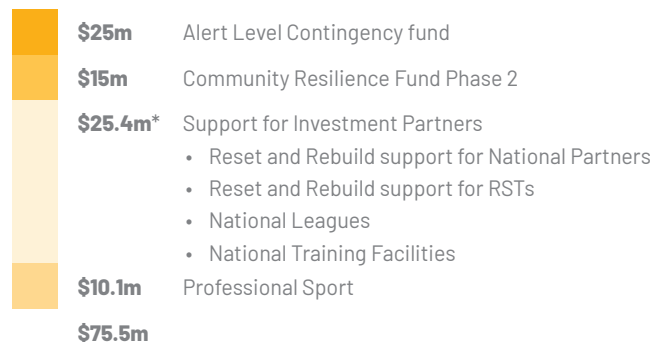 $25m Alert Level Contingency fund
$15m Community Resilience Fund Phase 2
$25.4m* Support for Investment Partners
• Reset and Rebuild support for National Partners
• Reset and Rebuild support for RSTs
• National Leagues
• National Training Facilities
$10.1m Professional Sport
$75.5m